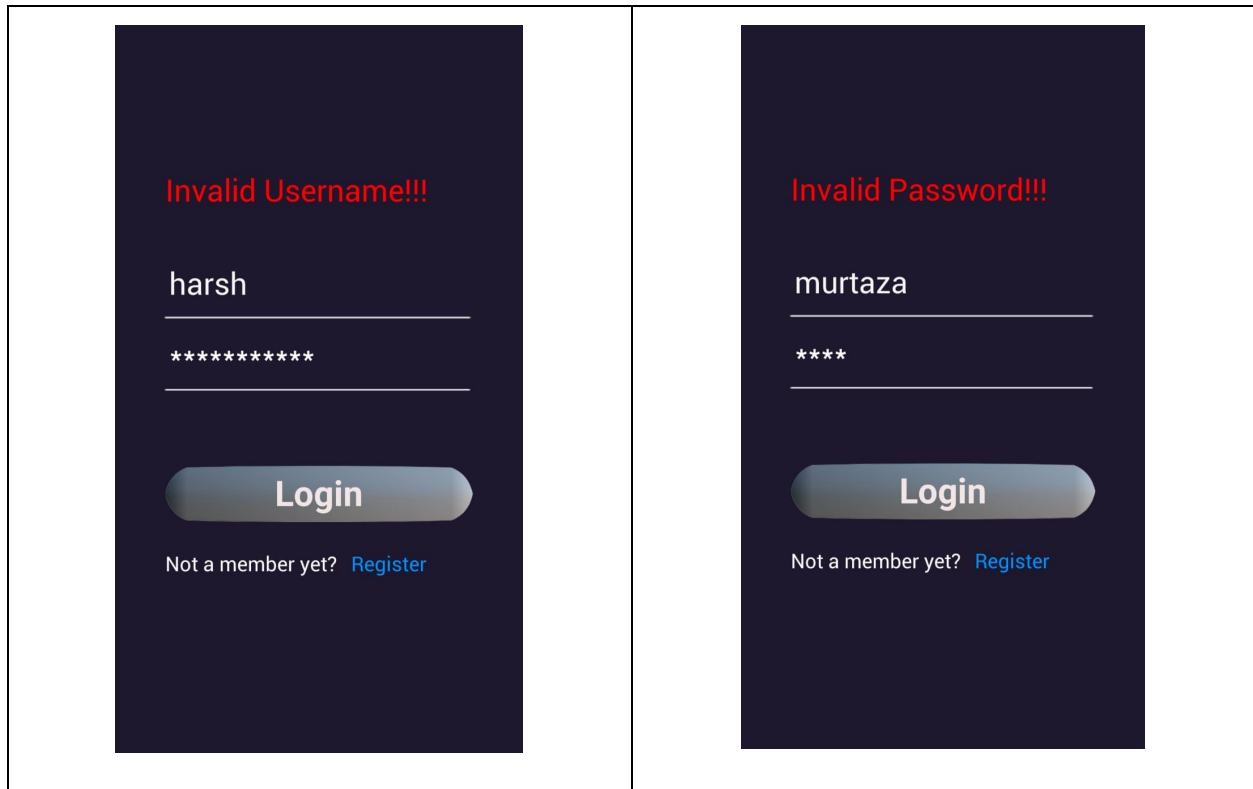 Invalid Username!!!
harsh
***********
Login
Not a member yet? Register
Invalid Password!!!
murtaza
****
Login
Not a member yet? Register